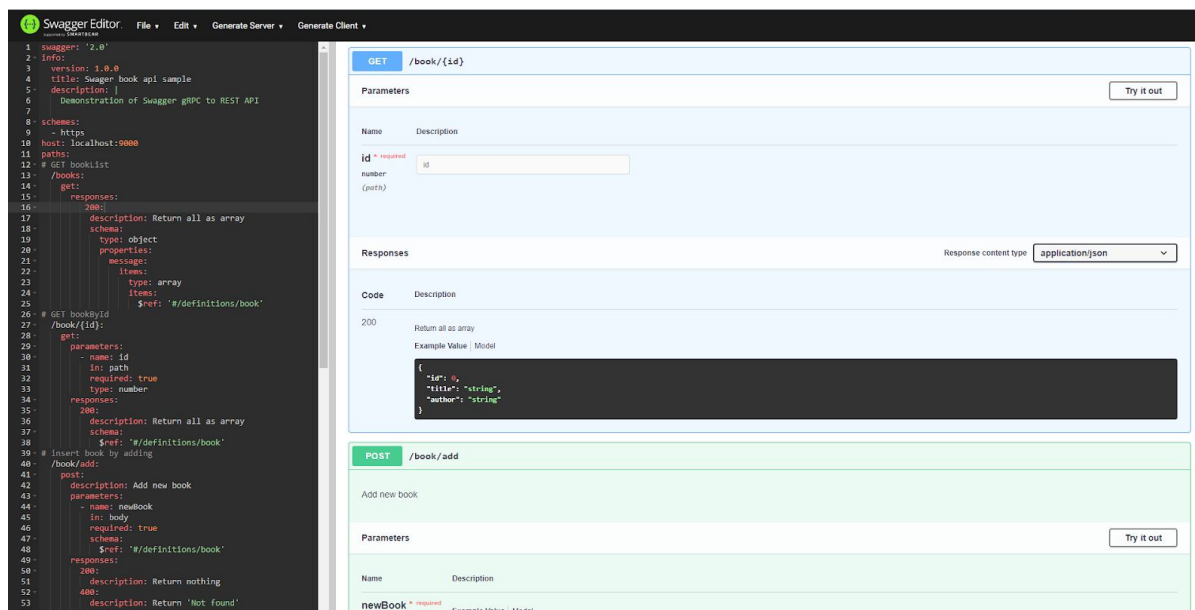 Swagger Editor.
Supported by SMARTBEAR
File ▾ Edit ▾ Generate Server ▾ Generate Client ▾
1 swagger: '2.0'
2 info:
3 version: 1.0.0
4 title: Swager book api sample
5 description: |
6 Demonstration of Swagger gRPC to REST API
7
8 schemes:
9 - https
10 host: localhost:9000
11 paths:
12 # GET bookList
13 /books:
14 get:
15 responses:
16 200:
17 description: Return all as array
18 schema:
19 type: object
20 properties:
21 message:
22 items:
23 type: array
24 items:
25 $ref: '#/definitions/book'
26 # GET bookById
27 /book/{id}:
28 get:
29 parameters:
30 - name: id
31 in: path
32 required: true
33 type: number
34 responses:
35 200:
36 description: Return all as array
37 schema:
38 $ref: '#/definitions/book'
39 # insert book by adding
40 /book/add:
41 post:
42 description: Add new book
43 parameters:
44 - name: newBook
45 in: body
46 required: true
47 schema:
48 $ref: '#/definitions/book'
49 responses:
50 200:
51 description: Return nothing
52 400:
53 description: Return 'Not found'
GET /book/{id}
Parameters Try it out
Name Description
id * required
id
number
(path)
Responses Response content type application/json
Code Description
200 Return all as array
Example Value | Model
{
"id": 0,
"title": "string",
"author": "string"
}
POST /book/add
Add new book
Parameters Try it out
Name Description
newBook * required
Example Value | Model